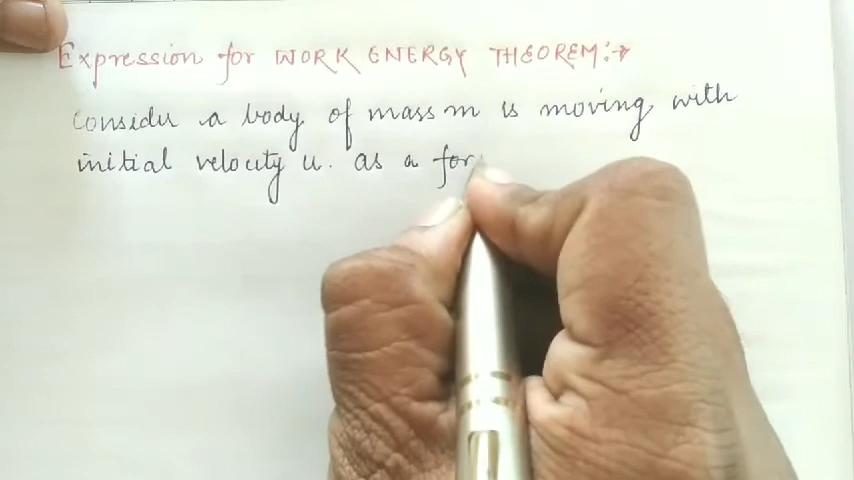 Expression for WORK ENERGY THEOREM:→
Consider a body of mass m is moving with
initial velocity u. as a for